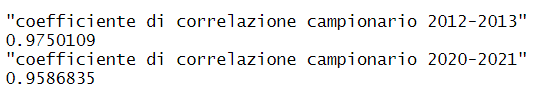 "coefficiente di correlazione campionario 2012-2013"
0.9750109
"coefficiente di correlazione campionario 2020-2021"
0.9586835